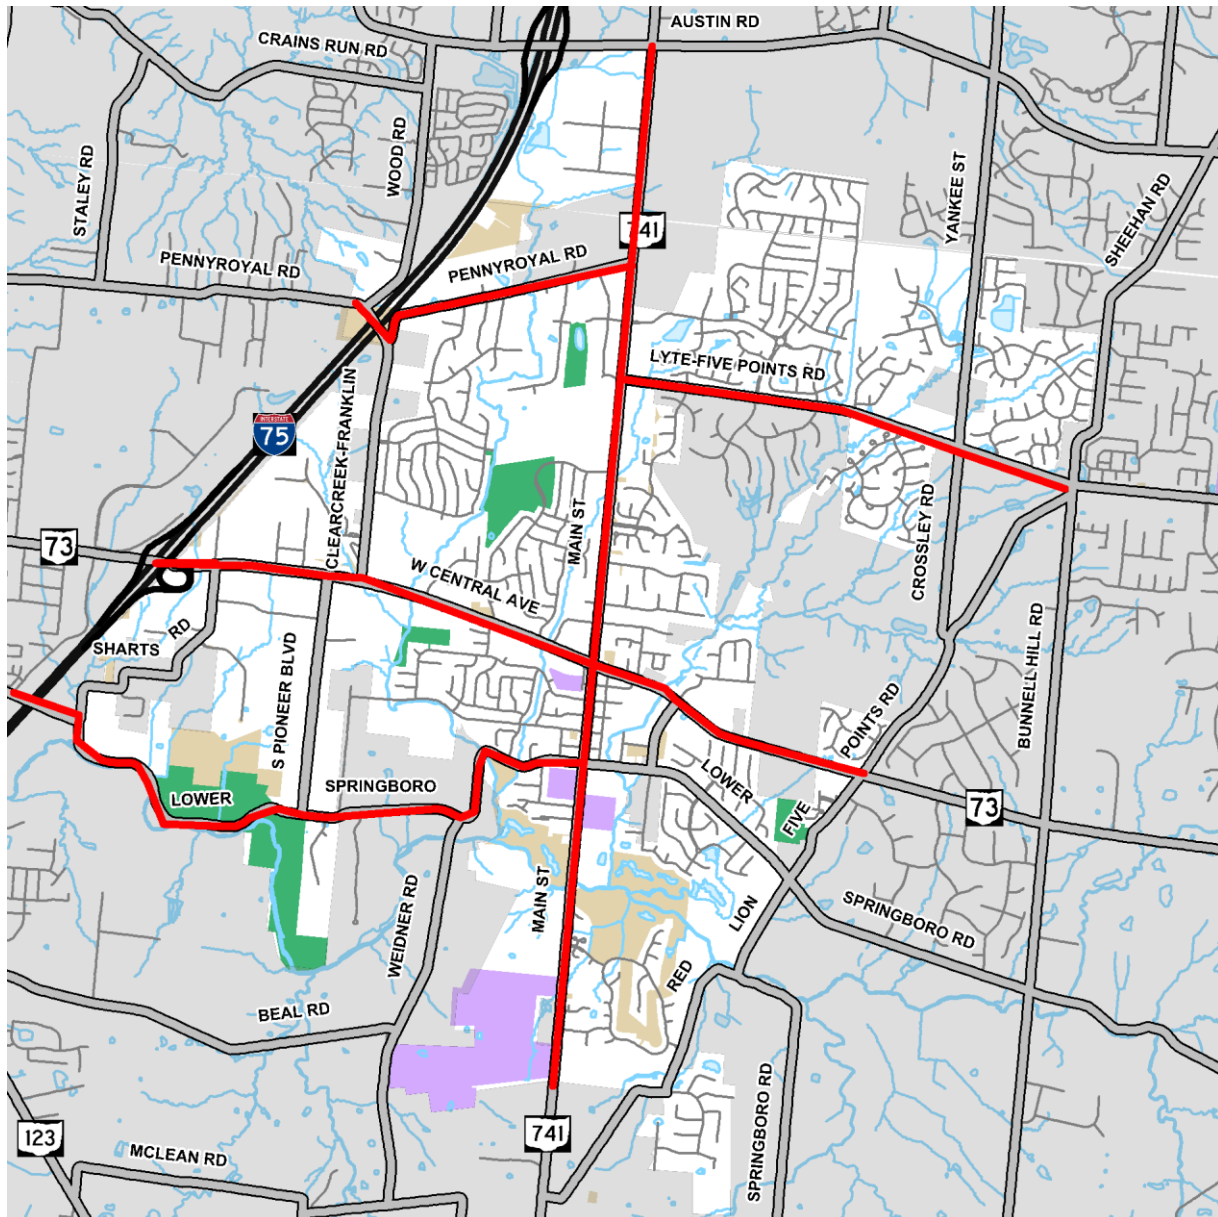 AUSTIN RD
CRAINS RUN RD
WOOD RD
STALEY RD
YANKEE ST
SHEEHAN RD
741
PENNYROYAL RD
PENNYROYAL RD
LYTE-FIVE POINTS RD
INTERSTATE
75
CLEARCREEK-FRANKLIN
MAIN ST
CROSSLEY RD
73
W CENTRAL AVE
SHARTS RD
S PIONEER BLVD
BUNNELL HILL RD
POINTS RD
LOWER
SPRINGBORO
LOWER
FIVE
73
MAIN ST
WEIDNER RD
LION
SPRINGBORO RD
RED
BEAL RD
SPRINGBORO RD
123
741
MCLEAN RD